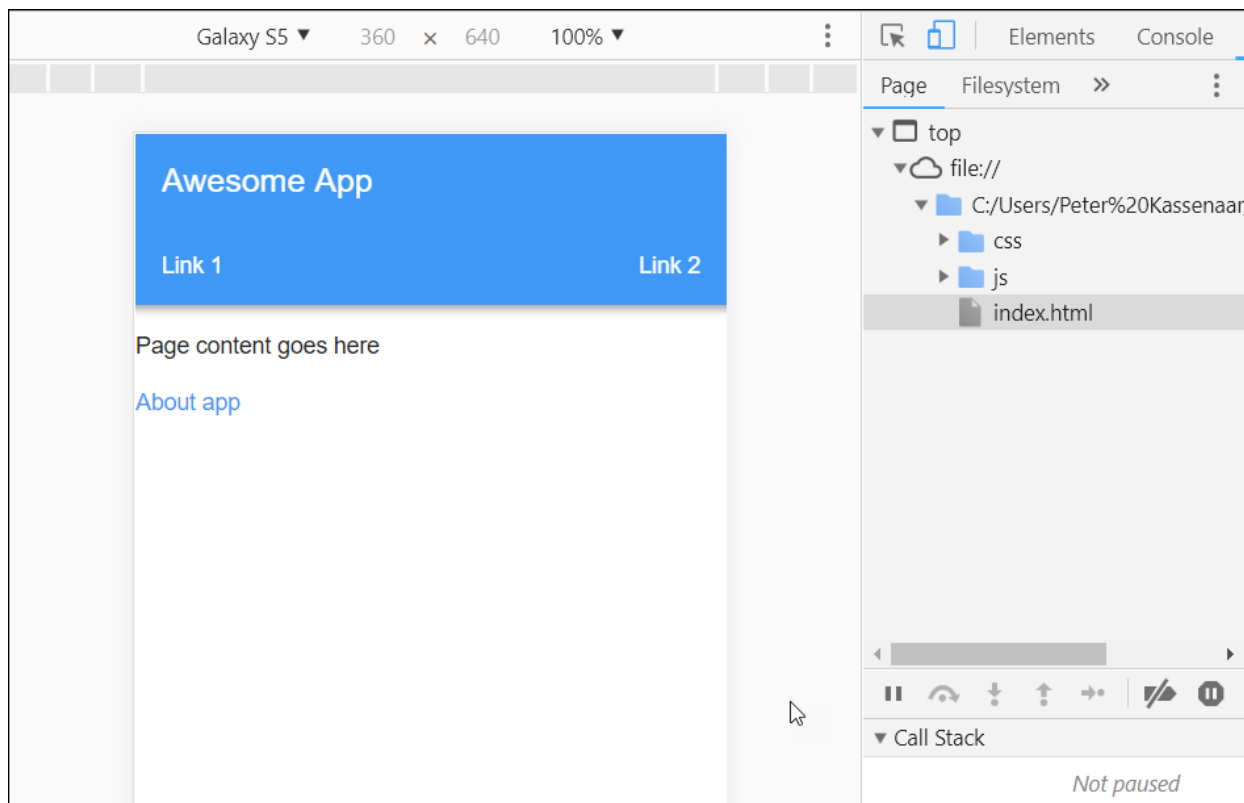 Galaxy S5 ▼ 360 × 640 100% ▼
Elements Console
Page Filesystem »
top
file://
C:/Users/Peter%20Kassenaar
css
js
index.html
Awesome App
Link 1 Link 2
Page content goes here
About app
Call Stack
Not paused